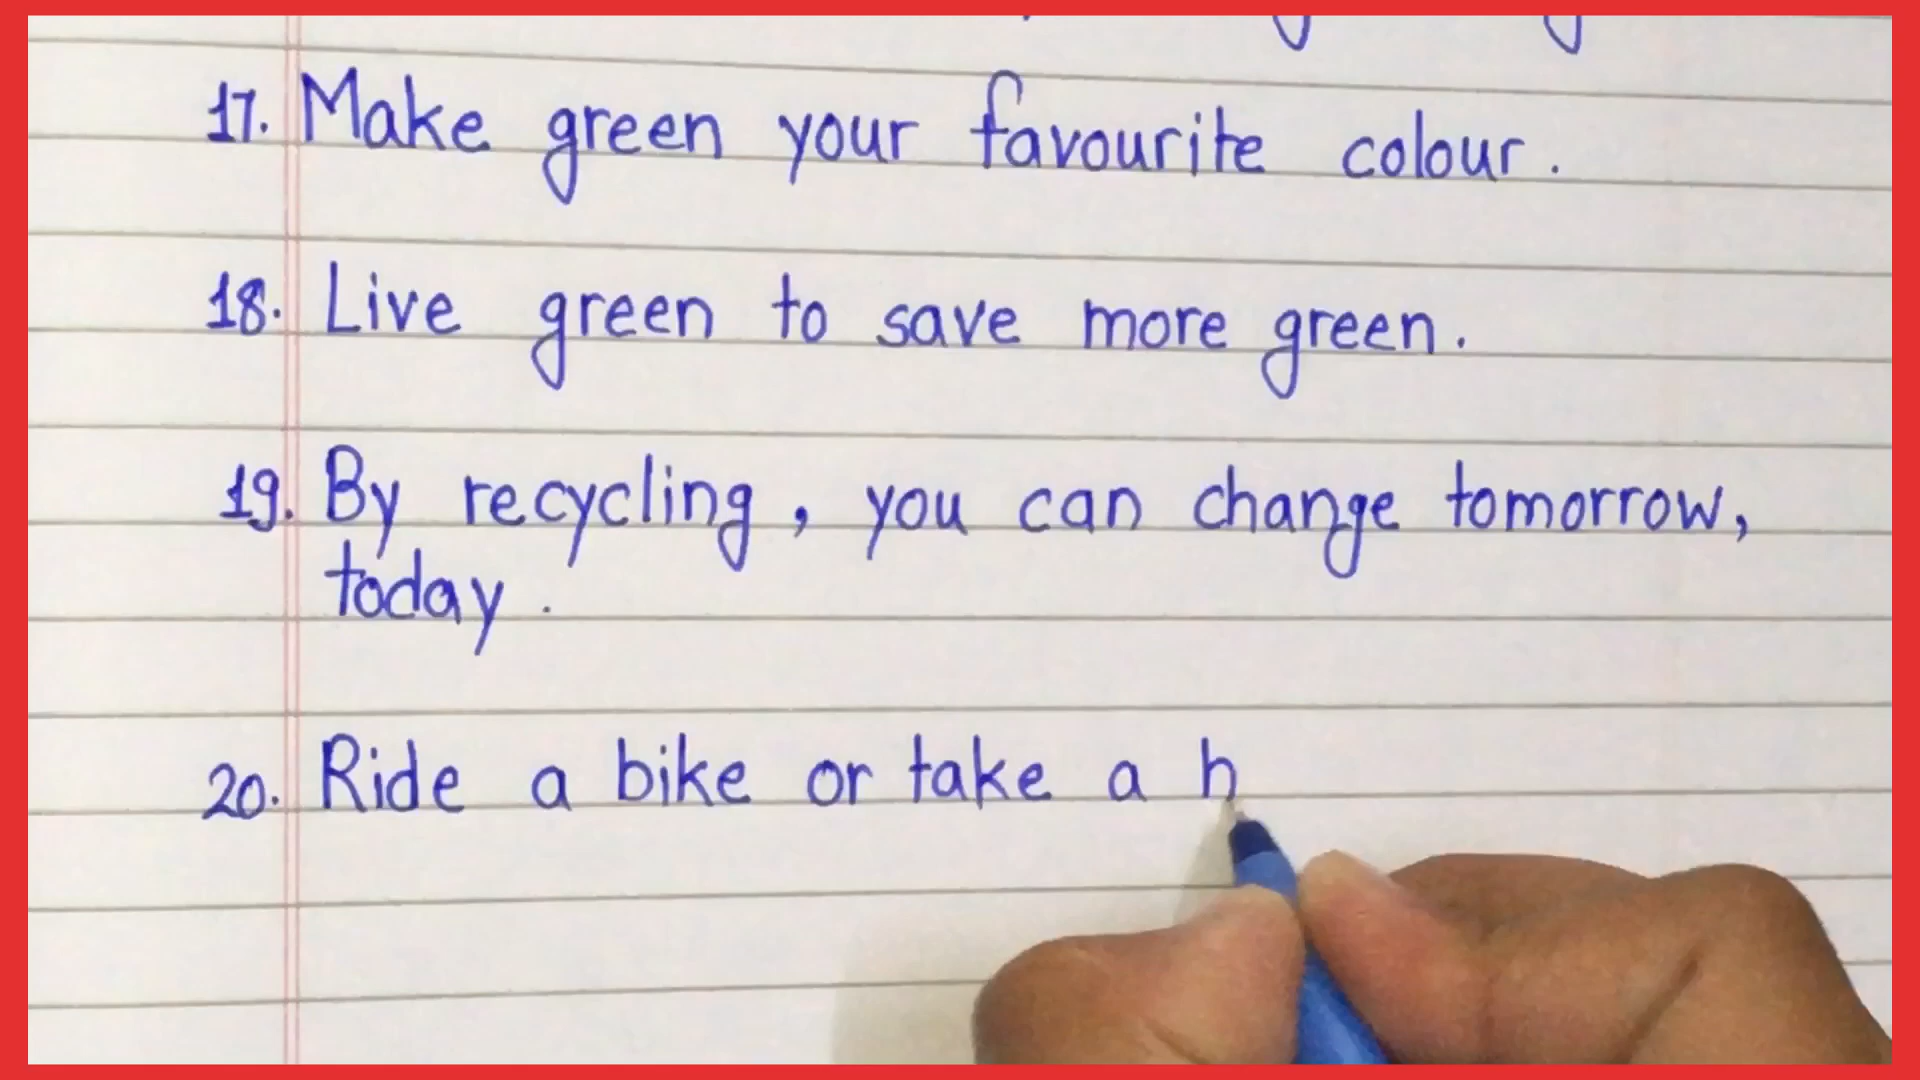 17. Make green your favourite colour.
18. Live green to save more green.
19. By recycling, you can change tomorrow,
today.
20. Ride a bike or take a h